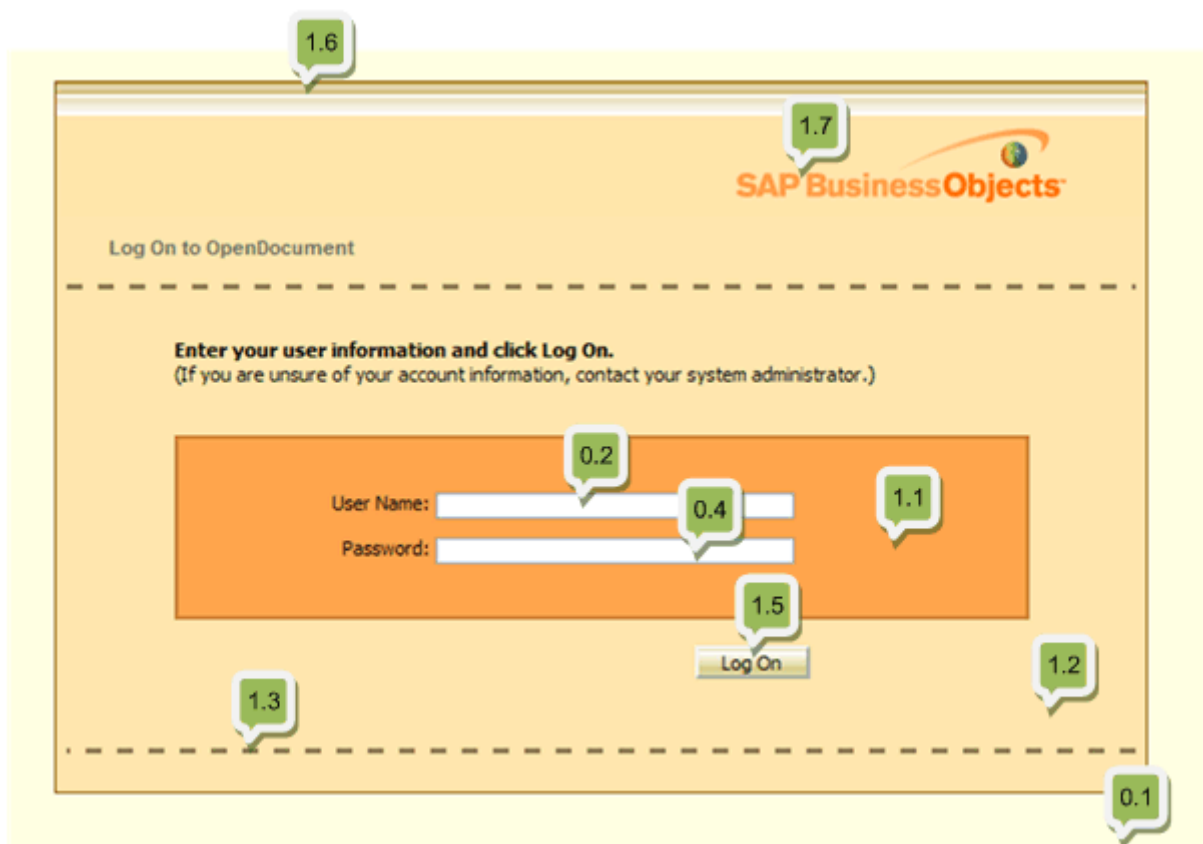 1.6
1.7
SAP BusinessObjects™
Log On to OpenDocument
Enter your user information and click Log On.
(If you are unsure of your account information, contact your system administrator.)
0.2
User Name:
0.4
1.1
Password:
1.5
Log On
1.2
1.3
0.1